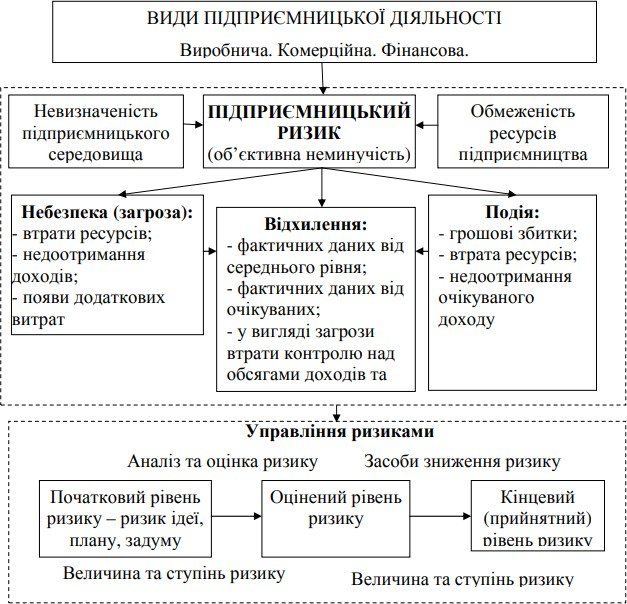 ВИДИ ПІДПРИЄМНИЦЬКОЇ ДІЯЛЬНОСТІ
Виробнича. Комерційна. Фінансова.
Невизначеність
підприємницького
середовища
ПІДПРИЄМНИЦЬКИЙ
РИЗИК
(об’єктивна неминучість)
Обмеженість
ресурсів
підприємництва
Небезпека (загроза):
- втрати ресурсів;
- недоотримання
доходів;
- появи додаткових
витрат
Відхилення:
- фактичних даних від
середнього рівня;
- фактичних даних від
очікуваних;
- у вигляді загрози
втрати контролю над
обсягами доходів та
Подія:
- грошові збитки;
- втрата ресурсів;
- недоотримання
очікуваного
доходу
Управління ризиками
Аналіз та оцінка ризику
Засоби зниження ризику
Початковий рівень
ризику – ризик ідеї,
плану, задуму
Оцінений рівень
ризику
Кінцевий
(прийнятний)
рівень ризику
Величина та ступінь ризику
Величина та ступінь ризику